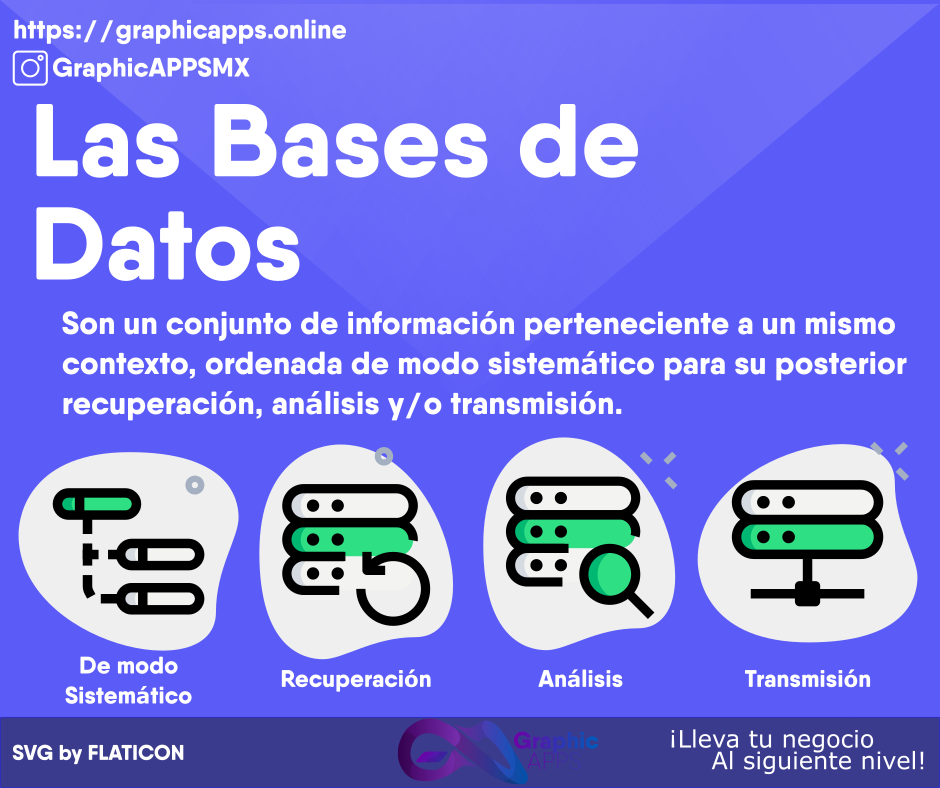 https://graphicapps.online
GraphicAPPSMX
Las Bases de
Datos
Son un conjunto de información perteneciente a un mismo
contexto, ordenada de modo sistemático para su posterior
recuperación, análisis y/o transmisión.
De modo
Sistemático
Recuperación
Análisis
Transmisión
SVG by FLATICON
Graphic
APPS
¡Lleva tu negocio
Al siguiente nivel!